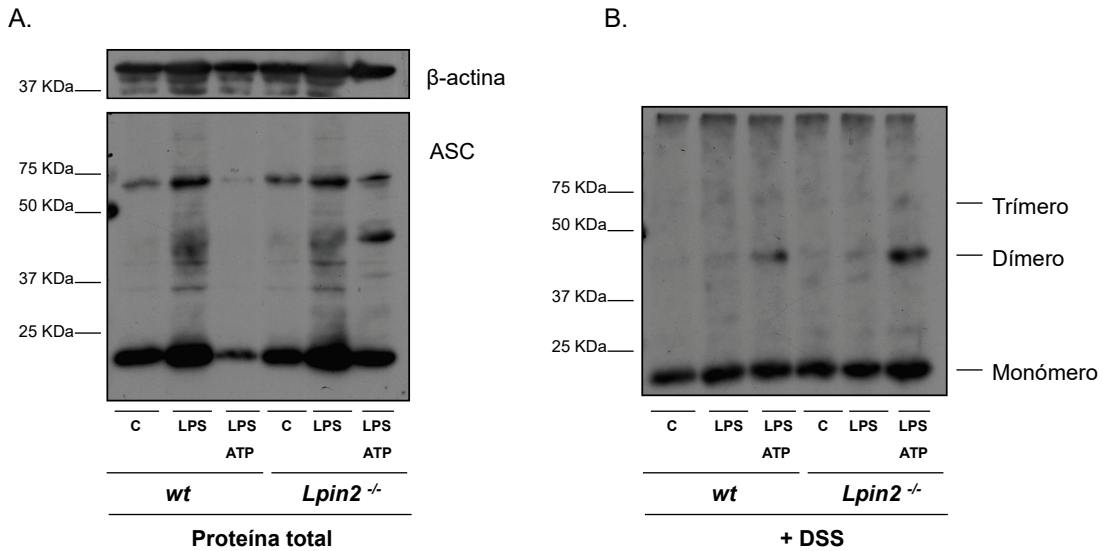 A.
37 KDa
β-actina
ASC
75 KDa
50 KDa
37 KDa
25 KDa
C LPS LPS C LPS LPS
ATP ATP
wt Lpin2 -/-
Proteína total
B.
75 KDa
50 KDa
37 KDa
25 KDa
Trímero
Dímero
Monómero
C LPS LPS C LPS LPS
ATP ATP
wt Lpin2 -/-
+ DSS